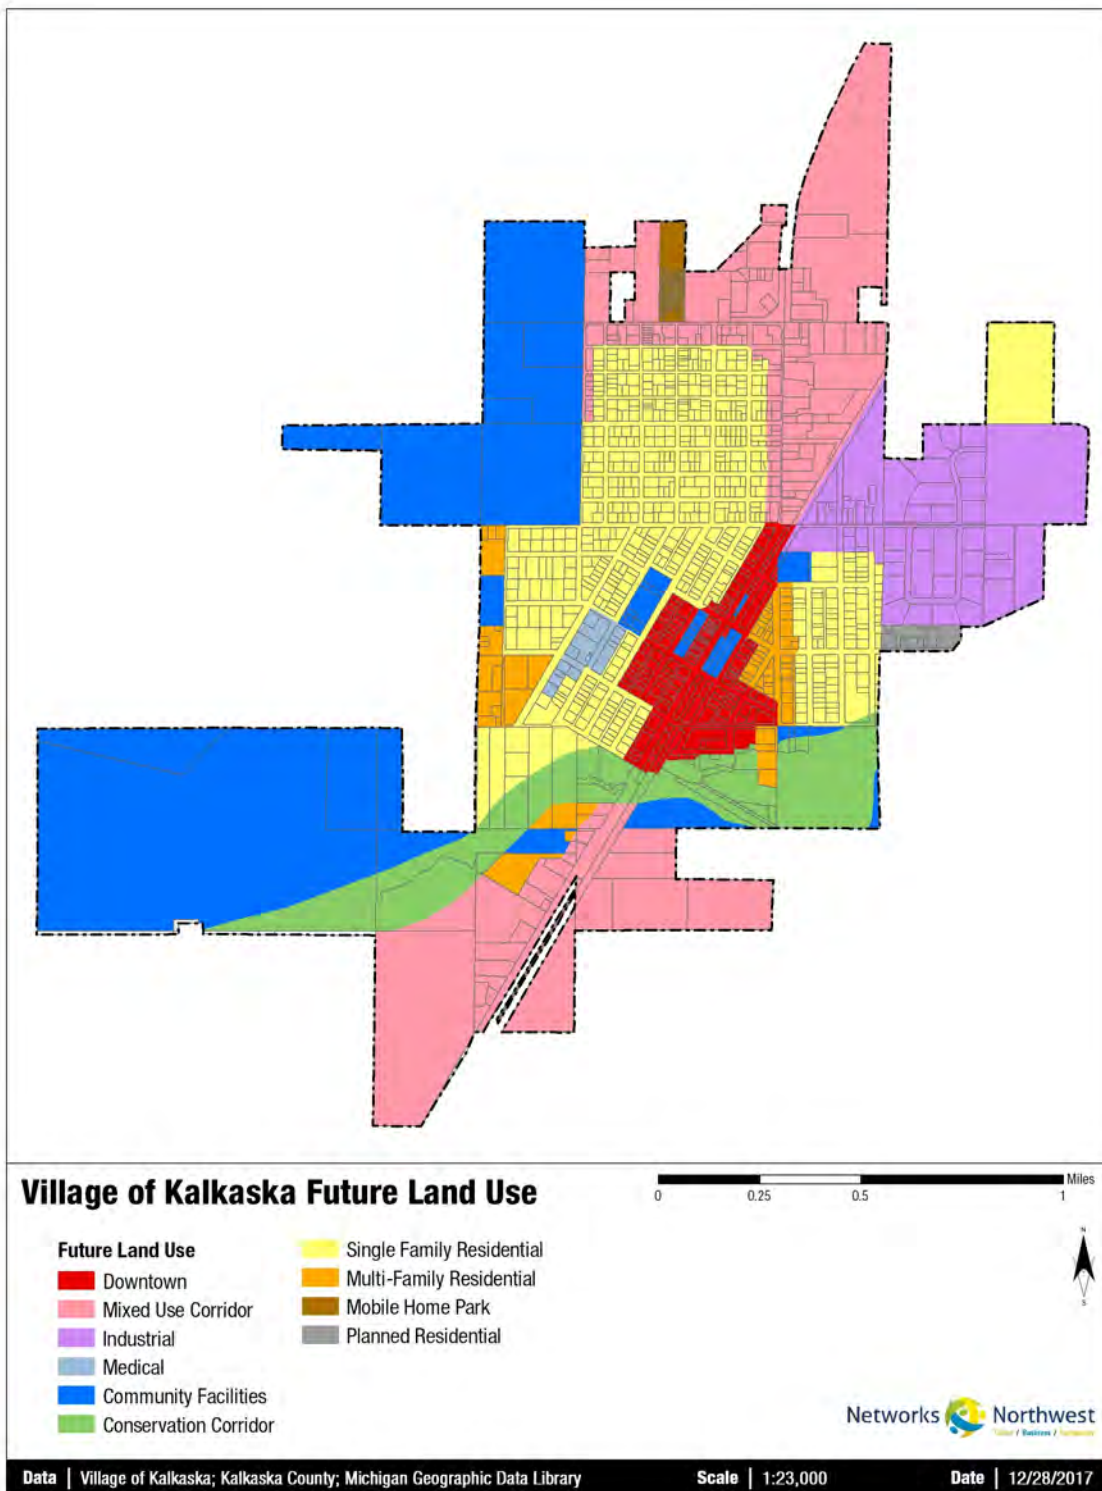 Village of Kalkaska Future Land Use
Miles
0 0.25 0.5 1
Future Land Use
Downtown
Mixed Use Corridor
Industrial
Medical
Community Facilities
Conservation Corridor
Single Family Residential
Multi-Family Residential
Mobile Home Park
Planned Residential
N
S
Networks Northwest
Talent / Business / Community
Data | Village of Kalkaska; Kalkaska County; Michigan Geographic Data Library Scale | 1:23,000 Date | 12/28/2017